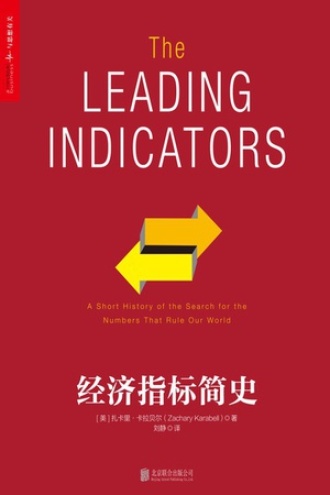 The
LEADING
INDICATORS
A Short History of the Search for the
Numbers That Rule Our World
经济指标简史
[ 美 ] 扎卡里 · 卡拉贝尔 ( Zachary Karabell ) 著
刘静 译
北京联合出版公司